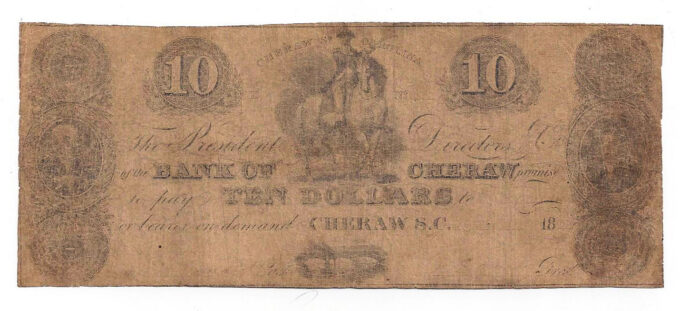 10 10
The President Directors, &c.
of the BANK OF CHERAW promise
to pay TEN DOLLARS to
or bearer on demand CHERAW S.C. 18